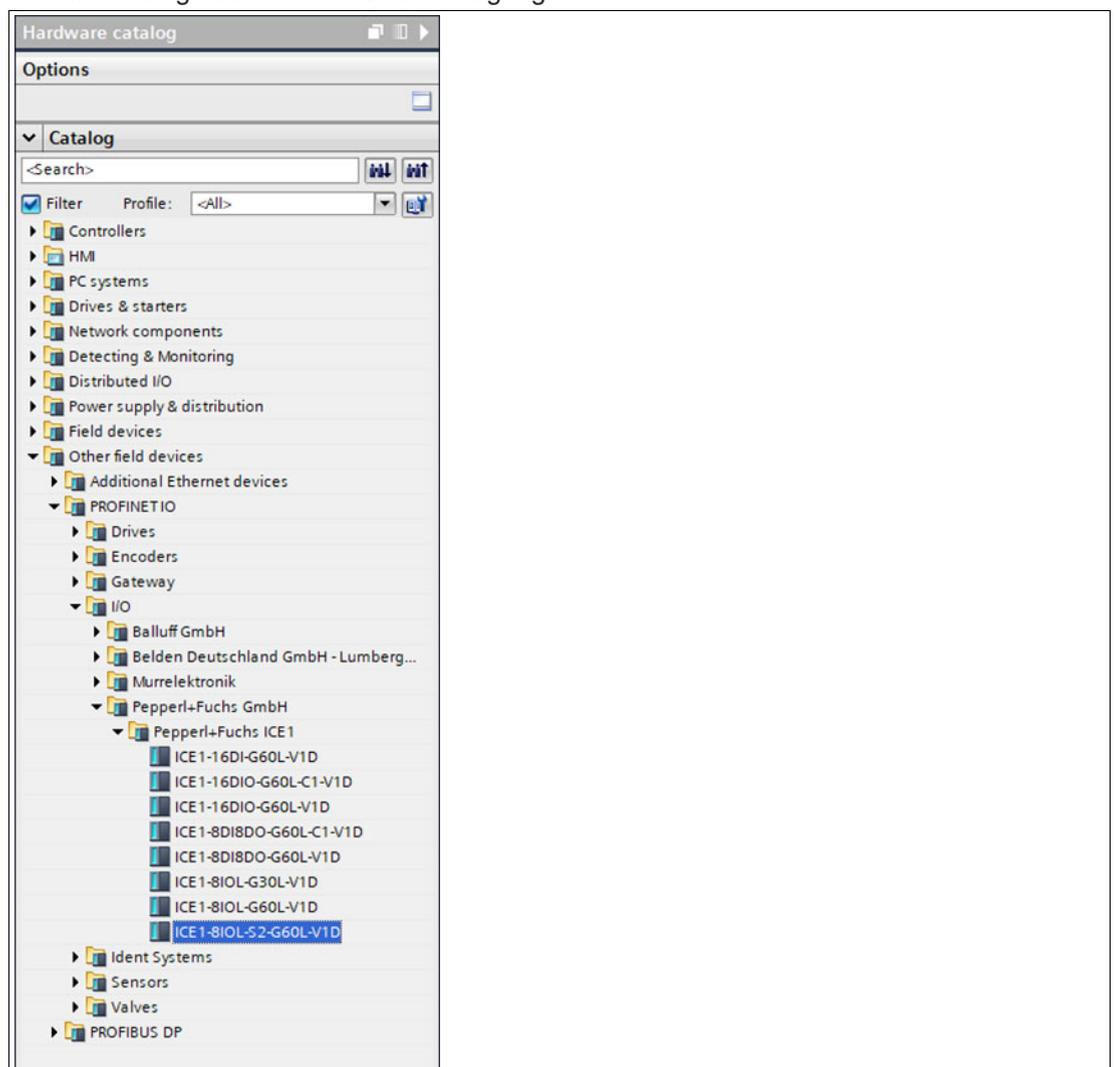 Hardware catalog
Options
Catalog
<Search>
Filter Profile: <All>
Controllers
HMI
PC systems
Drives & starters
Network components
Detecting & Monitoring
Distributed I/O
Power supply & distribution
Field devices
Other field devices
Additional Ethernet devices
PROFINET IO
Drives
Encoders
Gateway
I/O
Balluff GmbH
Belden Deutschland GmbH - Lumberg...
Murrelektronik
Pepperl+Fuchs GmbH
Pepperl+Fuchs ICE1
ICE1-16DI-G60L-V1D
ICE1-16DIO-G60L-C1-V1D
ICE1-16DIO-G60L-V1D
ICE1-8DI8DO-G60L-C1-V1D
ICE1-8DI8DO-G60L-V1D
ICE1-8IOL-G30L-V1D
ICE1-8IOL-G60L-V1D
ICE1-8IOL-S2-G60L-V1D
Ident Systems
Sensors
Valves
PROFIBUS DP